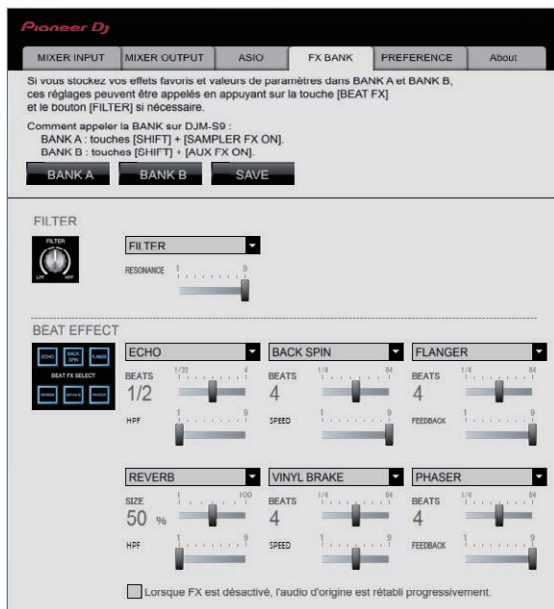 Pioneer Dj
MIXER INPUT MIXER OUTPUT ASIO FX BANK PREFERENCE About
Si vous stockez vos effets favoris et valeurs de paramètres dans BANK A et BANK B,
ces réglages peuvent être appelés en appuyant sur la touche [BEAT FX]
et le bouton [FILTER] si nécessaire.
Comment appeler la BANK sur DJM-S9 :
BANK A : touches [SHIFT] + [SAMPLER FX ON].
BANK B : touches [SHIFT] + [AUX FX ON].
BANK A BANK B SAVE
FILTER
FILTER
LPF HPF
FILTER
RESONANCE 1 9
BEAT EFFECT
ECHO BACK SPIN FLANGER
BEAT FX SELECT
REVERB BRAKE PHASER
ECHO BACK SPIN FLANGER
BEATS 1/32 4 BEATS 1/4 64 BEATS 1/4 64
1/2 4 4
HPF 1 9 SPEED 1 9 FEEDBACK 1 9
REVERB VINYL BRAKE PHASER
SIZE 1 100 BEATS 1/4 64 BEATS 1/4 64
50 % 4 4
HPF 1 9 SPEED 1 9 FEEDBACK 1 9
Lorsque FX est désactivé, l'audio d'origine est rétabli progressivement.